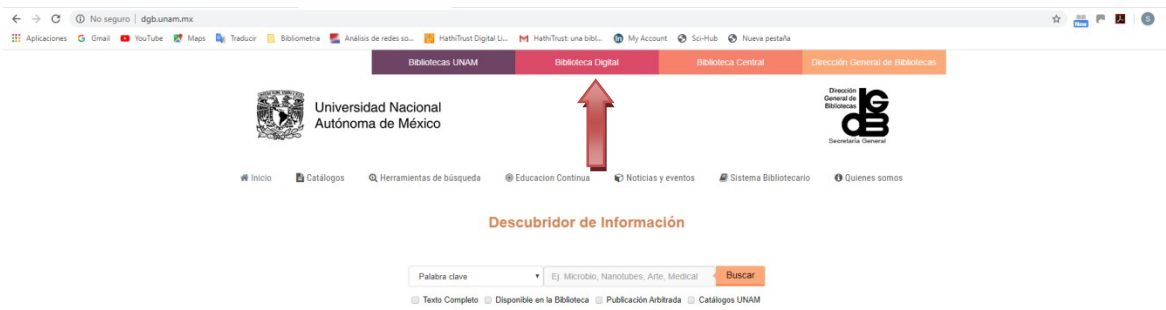 No seguro | dgb.unam.mx
Aplicaciones Gmail YouTube Maps Traducir Bibliometria Análisis de redes so... HathiTrust Digital Li... HathiTrust: una bibl... My Account Sci-Hub Nueva pestaña
Bibliotecas UNAM Biblioteca Digital Biblioteca Central Dirección General de Bibliotecas
Universidad Nacional
Autónoma de México
Dirección
General de
Bibliotecas
Secretaría General
Inicio Catálogos Herramientas de búsqueda Educacion Continua Noticias y eventos Sistema Bibliotecario Quienes somos
Descubridor de Información
Palabra clave Ej. Microbio, Nanotubes, Arte, Medical Buscar
Texto Completo Disponible en la Biblioteca Publicación Arbitrada Catálogos UNAM